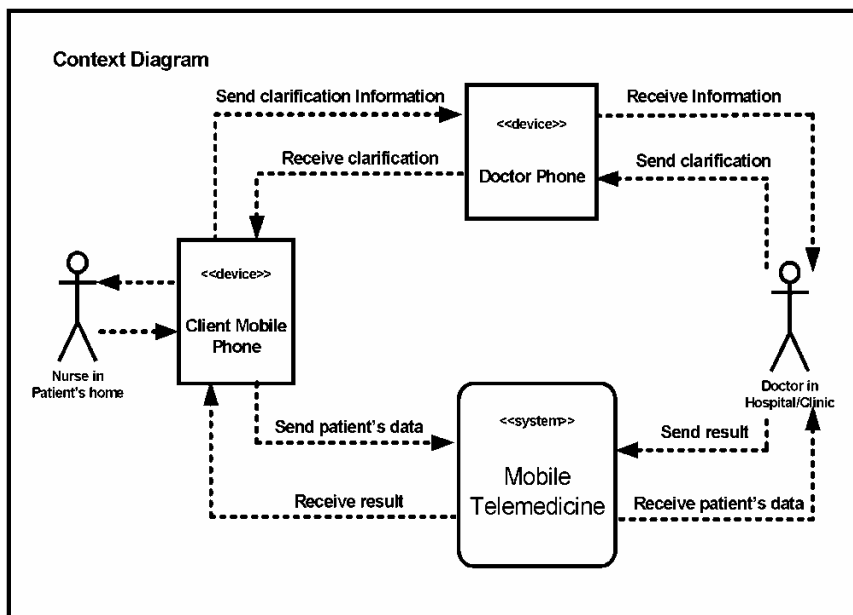 Context Diagram
Send clarification Information
Receive Information
<<device>>
Doctor Phone
Receive clarification
Send clarification
<<device>>
Client Mobile
Phone
Nurse in
Patient's home
Doctor in
Hospital/Clinic
Send patient's data
<<system>>
Send result
Mobile
Telemedicine
Receive result
Receive patient's data